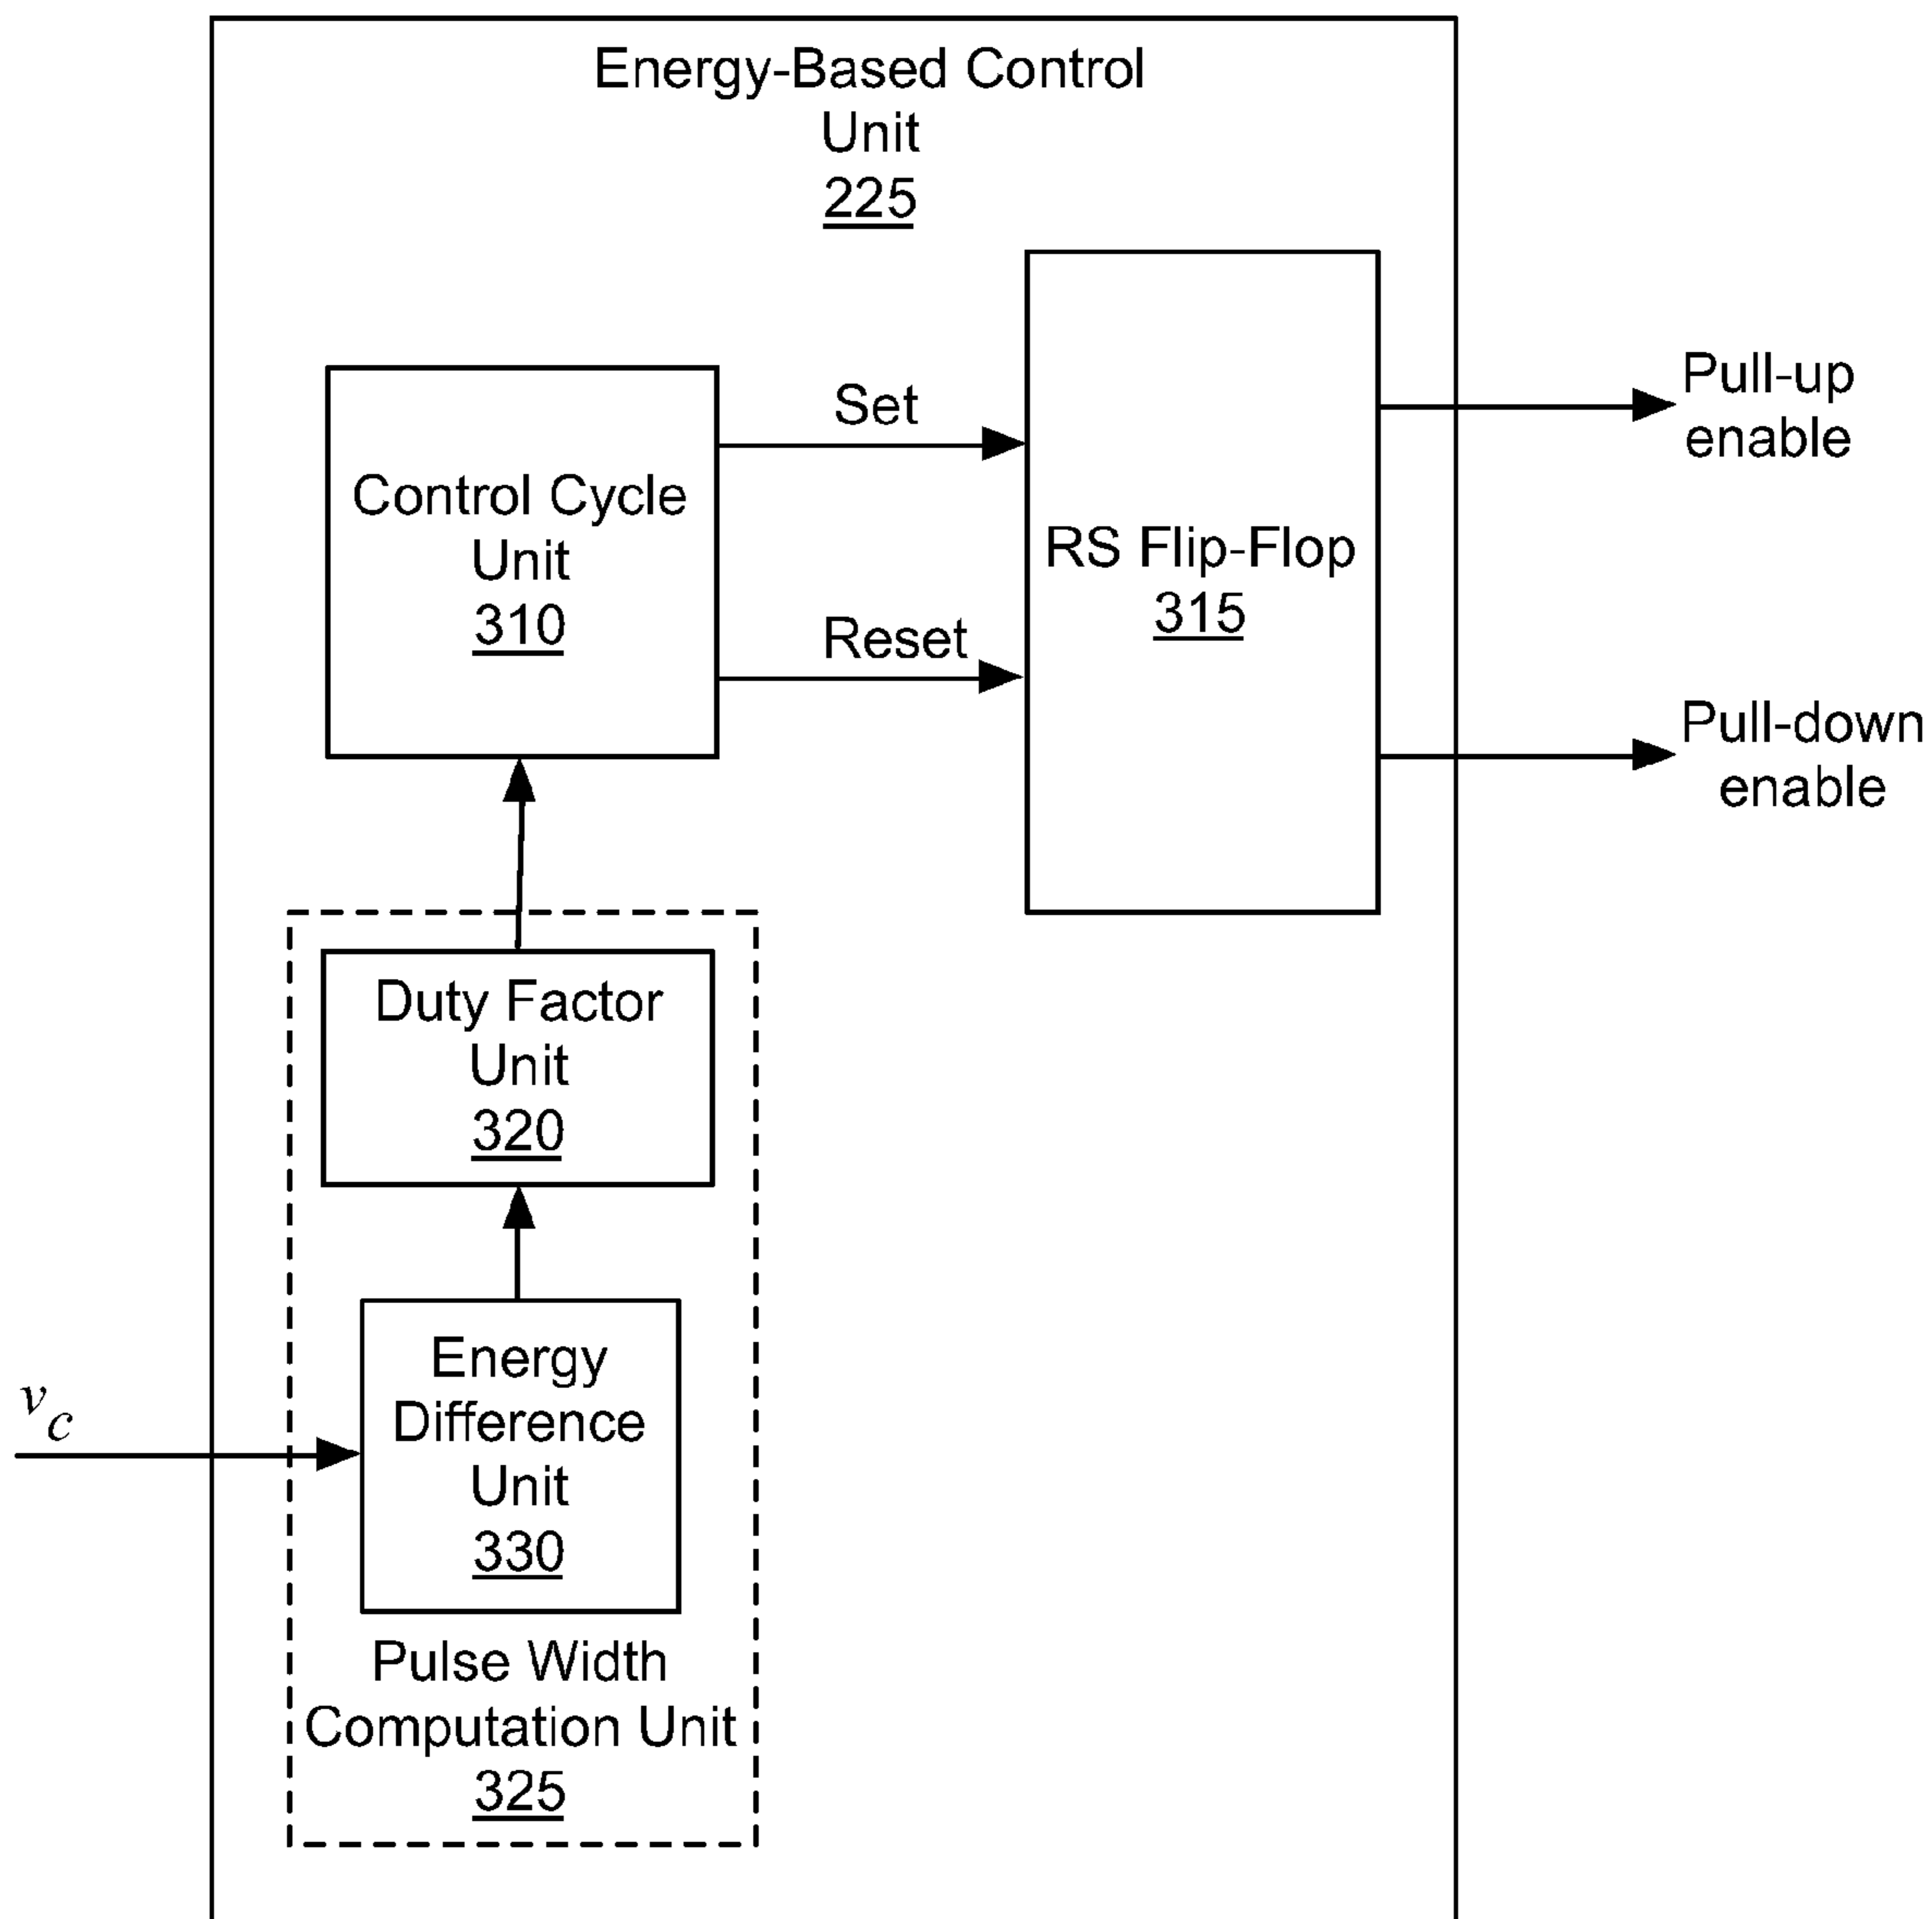 Energy-Based Control
Unit
225
Control Cycle
Unit
310
Set
Reset
RS Flip-Flop
315
Pull-up
enable
Pull-down
enable
Duty Factor
Unit
320
Energy
Difference
Unit
330
v_c
Pulse Width
Computation Unit
325